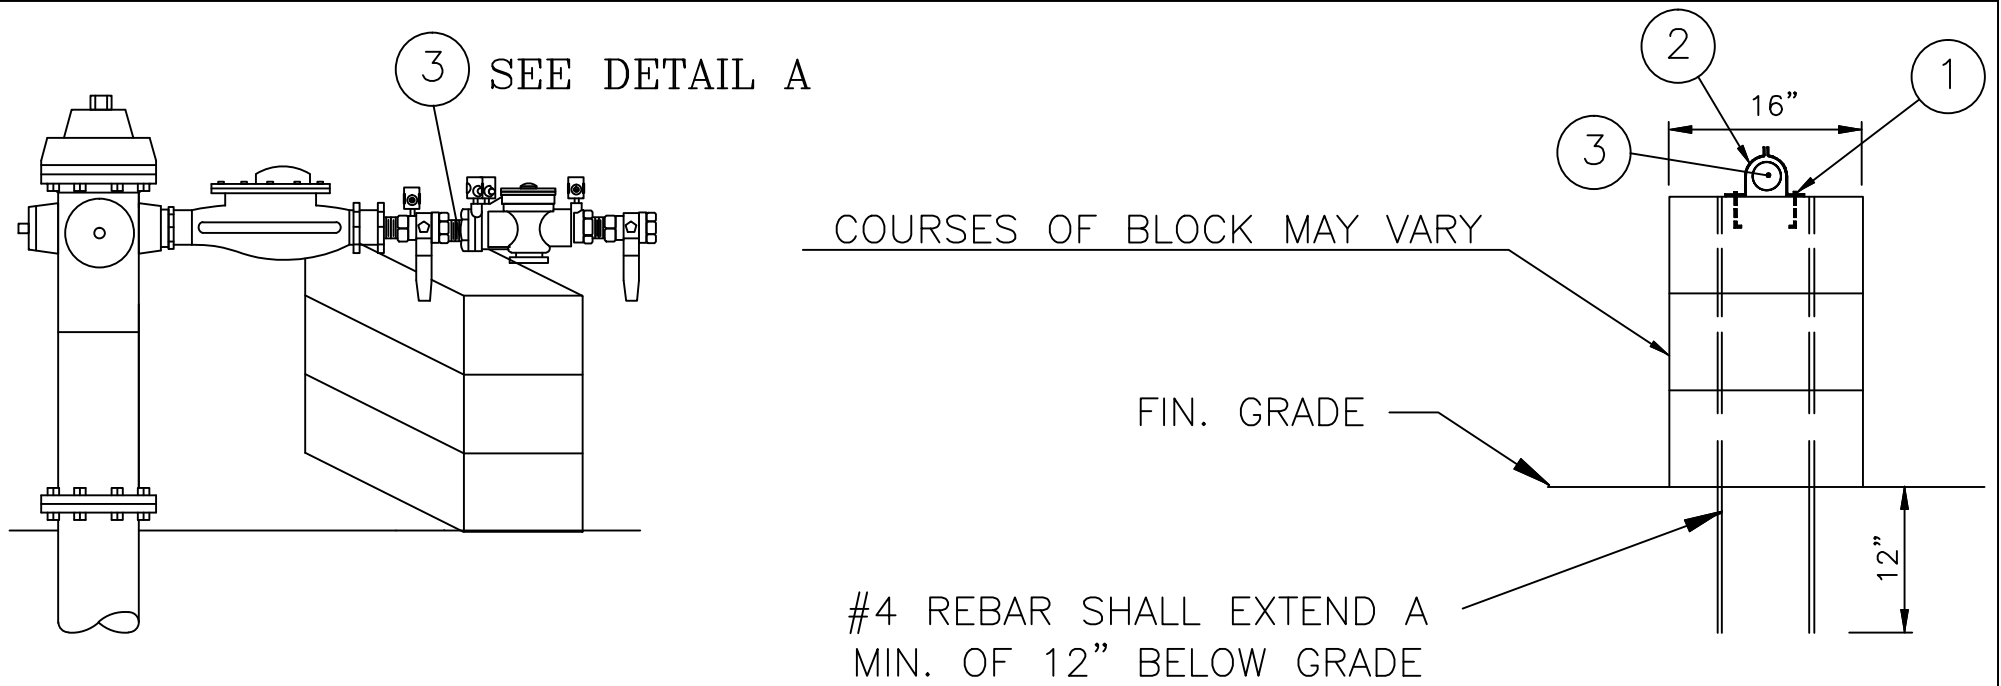 3 SEE DETAIL A
2
1
16”
3
COURSES OF BLOCK MAY VARY
FIN. GRADE
12”
#4 REBAR SHALL EXTEND A
MIN. OF 12” BELOW GRADE